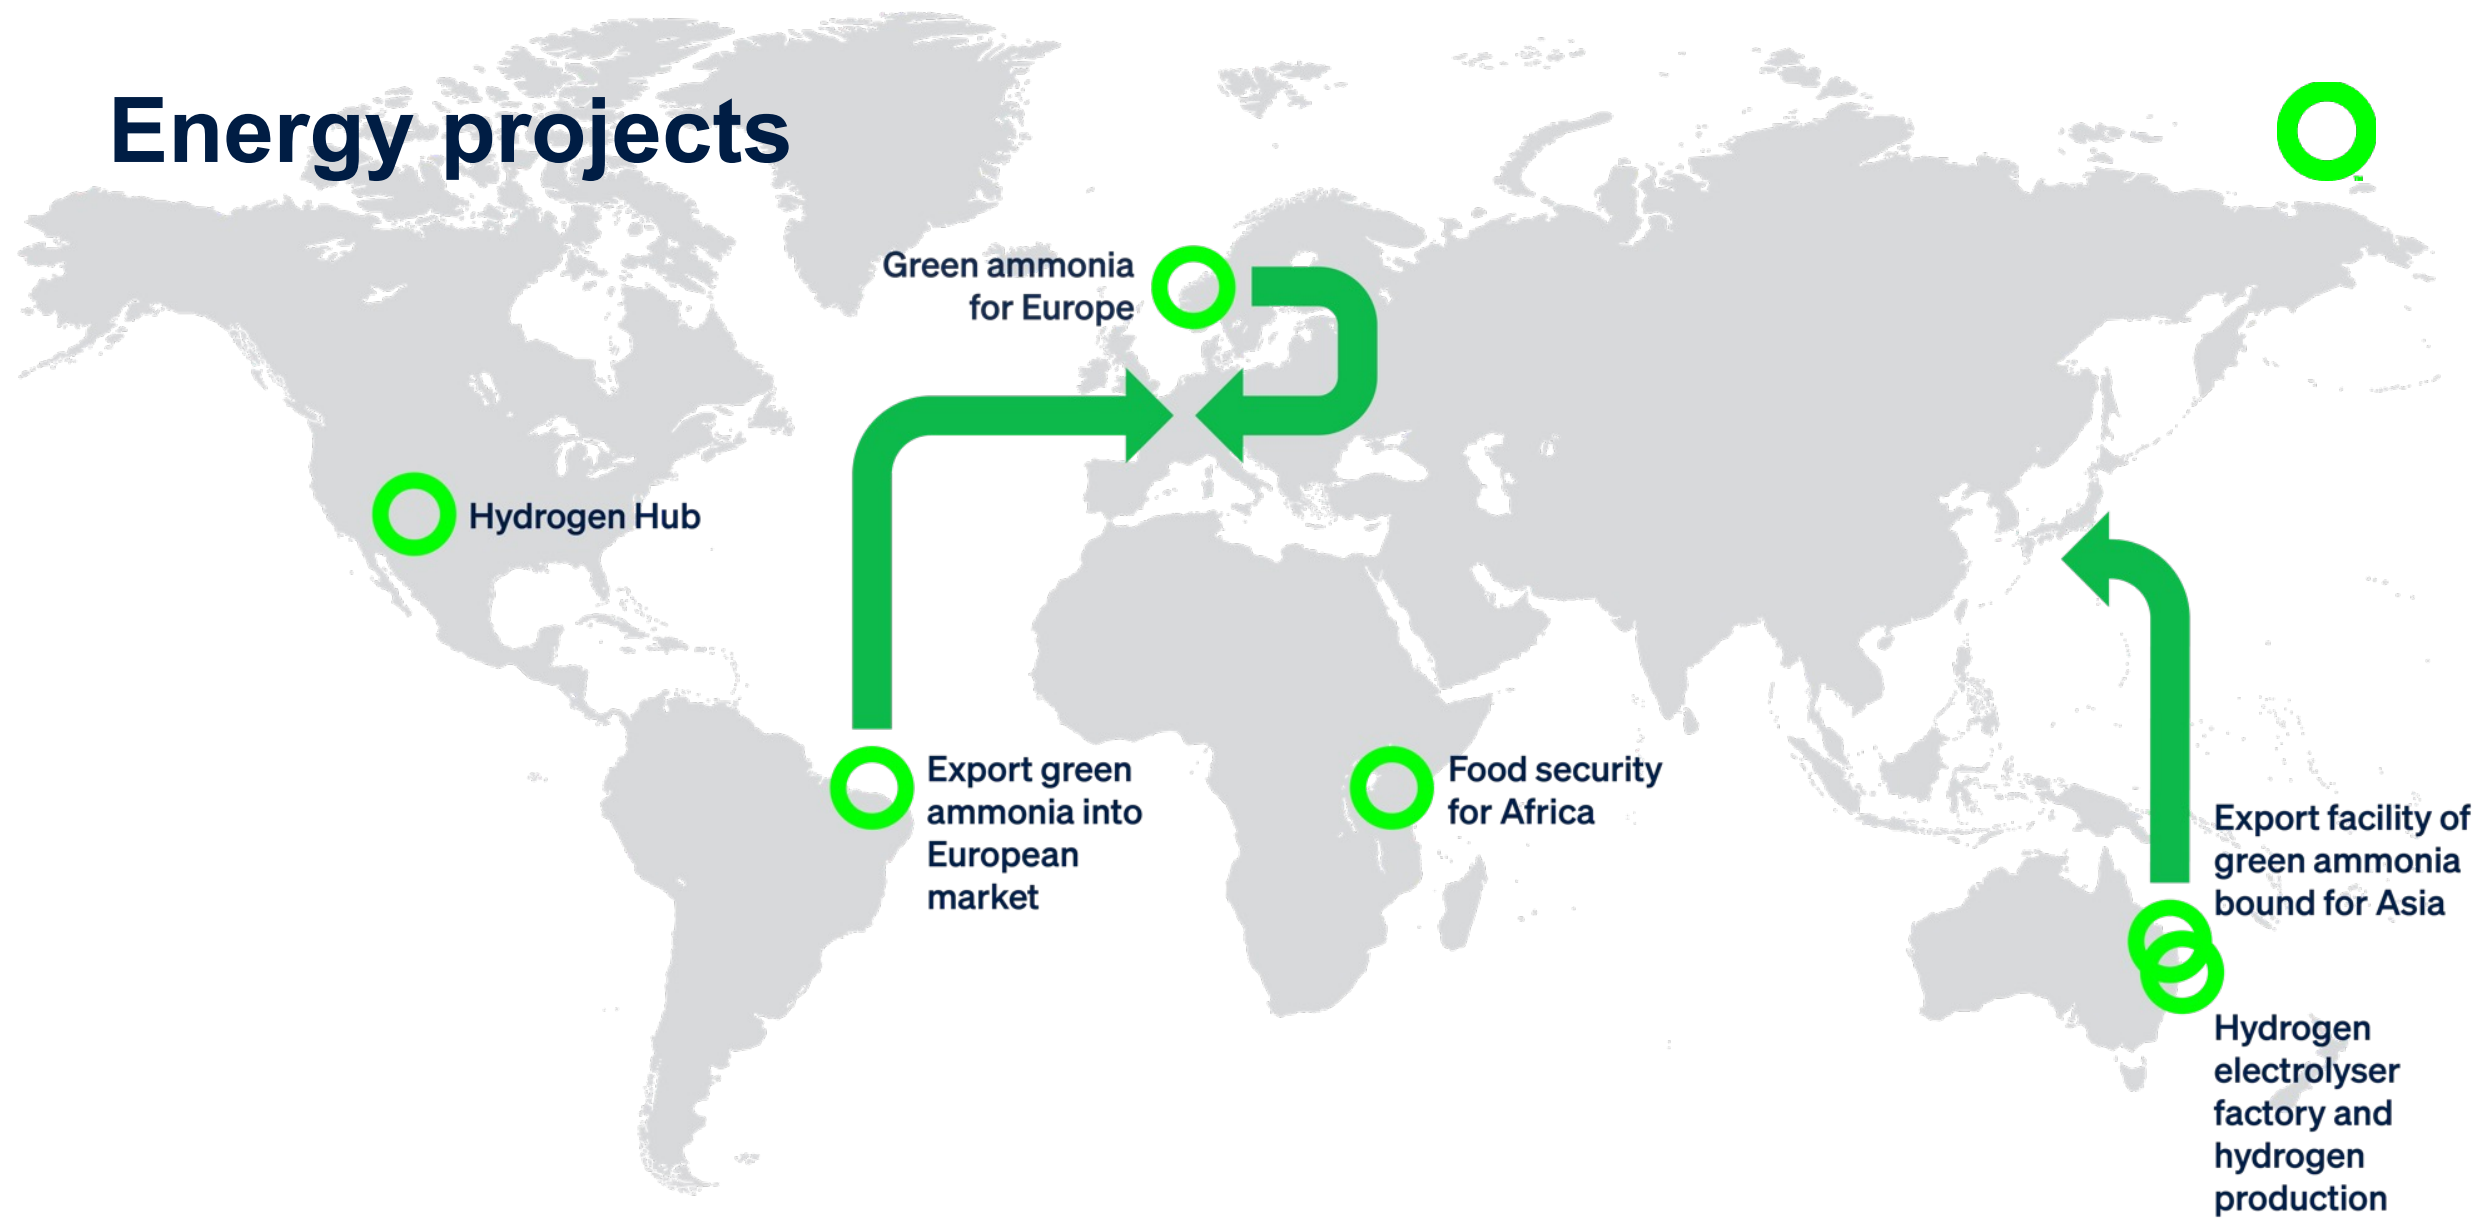 Energy projects
Green ammonia
for Europe
Hydrogen Hub
Export green
ammonia into
European
market
Food security
for Africa
Export facility of
green ammonia
bound for Asia
Hydrogen
electrolyser
factory and
hydrogen
production